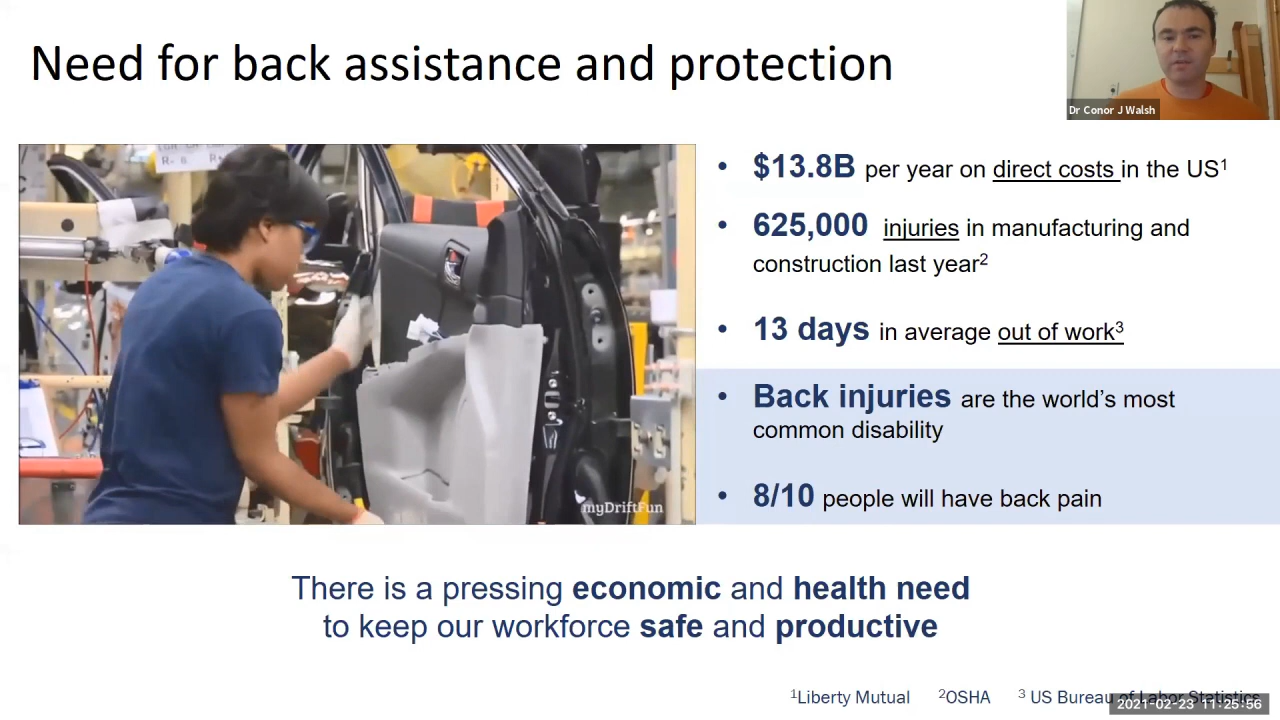 Need for back assistance and protection
Dr Conor J Walsh
R- 6
• $13.8B per year on direct costs in the US¹
• 625,000 injuries in manufacturing and
construction last year²
• 13 days in average out of work³
• Back injuries are the world's most
common disability
• 8/10 people will have back pain
myDriftFun
There is a pressing economic and health need
to keep our workforce safe and productive
¹Liberty Mutual ²OSHA ³ US Bureau of Labor Statistics
2021-02-23 11:25:56